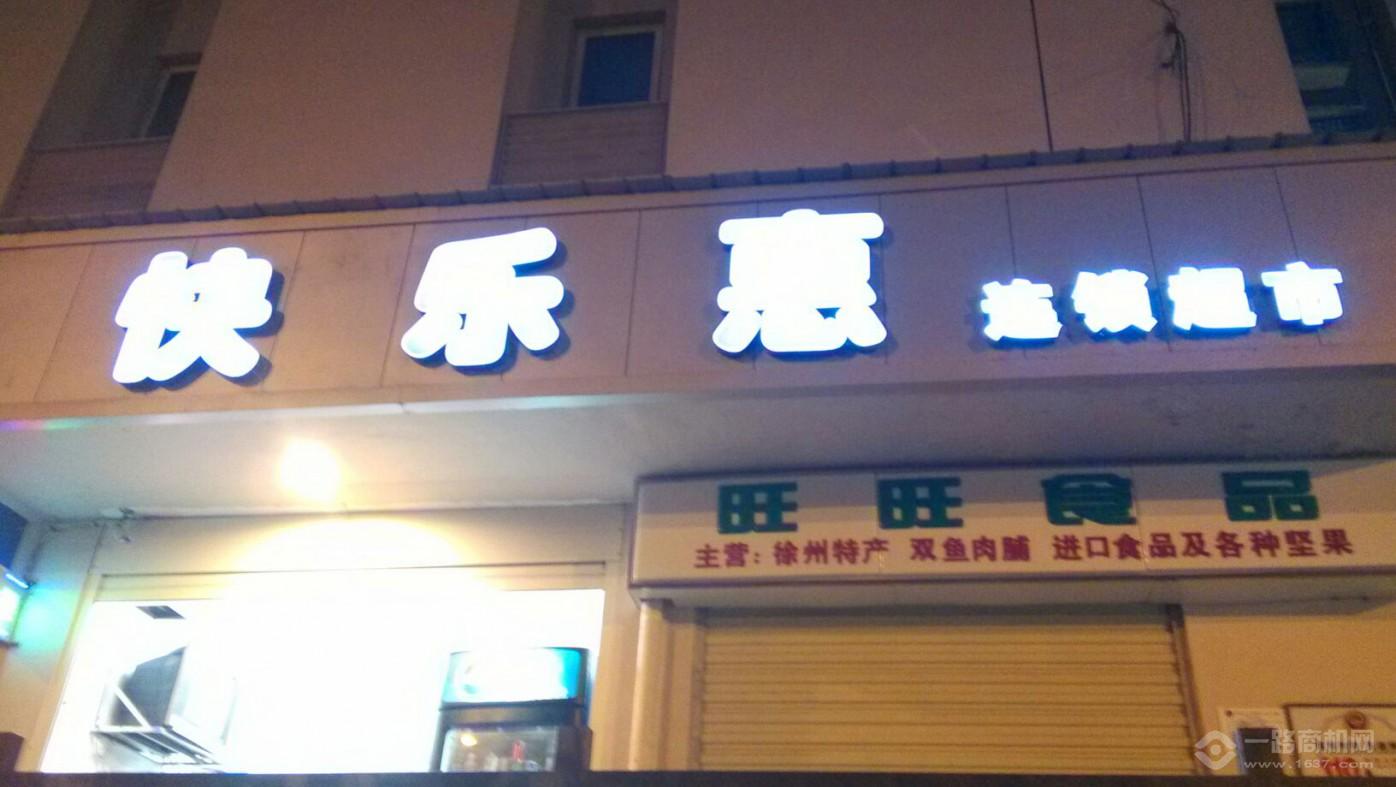 快乐惠 连锁超市
旺旺食品
主营: 徐州特产 双鱼肉脯 进口食品及各种坚果
一路商机网
www.1637.com